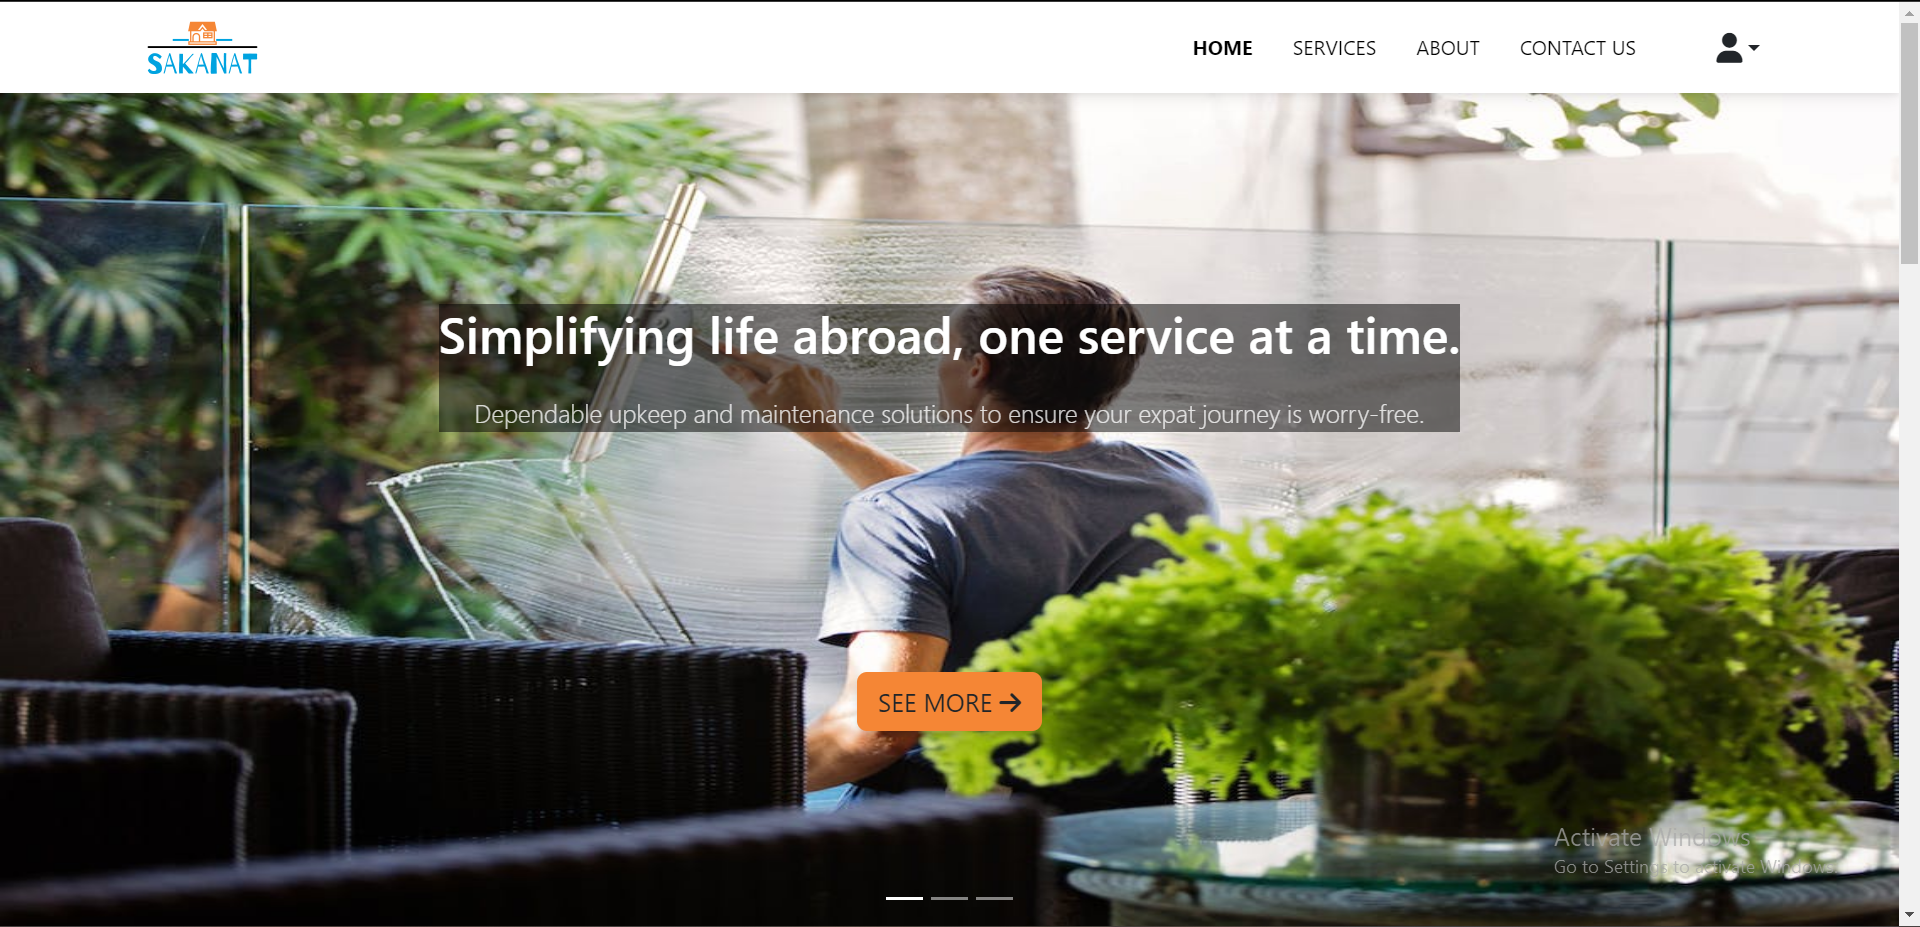 SAKANAT
HOME SERVICES ABOUT CONTACT US
Simplifying life abroad, one service at a time.
Dependable upkeep and maintenance solutions to ensure your expat journey is worry-free.
SEE MORE
Activate Windows
Go to Settings to activate Windows.